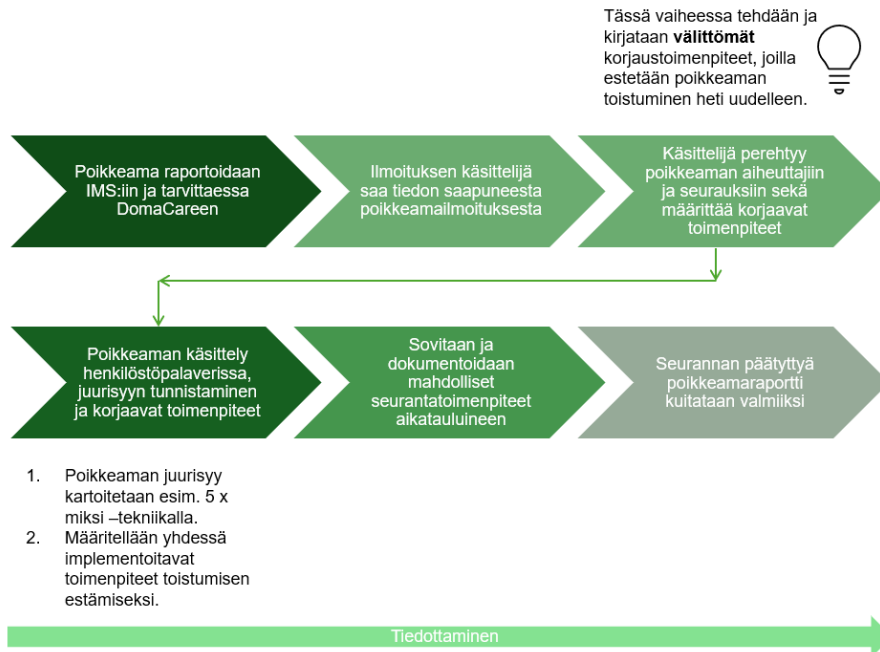 Tässä vaiheessa tehdään ja
kirjataan välittömät
korjaustoimenpiteet, joilla
estetään poikkeaman
toistuminen heti uudelleen.
Poikkeama raportoidaan
IMS:iin ja tarvittaessa
DomaCareen
Ilmoituksen käsittelijä
saa tiedon saapuneesta
poikkeamailmoituksesta
Käsittelijä perehtyy
poikkeaman aiheuttajiin
ja seurauksiin sekä
määrittää korjaavat
toimenpiteet
Poikkeaman käsittely
henkilöstöpalaverissa,
juurisyyn tunnistaminen
ja korjaavat toimenpiteet
Sovitaan ja
dokumentoidaan
mahdolliset
seurantatoimenpiteet
aikatauluineen
Seurannan päätyttyä
poikkeamaraportti
kuitataan valmiiksi
1. Poikkeaman juurisyy
kartoitetaan esim. 5 x
miksi –tekniikalla.
2. Määritellään yhdessä
implementoitavat
toimenpiteet toistumisen
estämiseksi.
Tiedottaminen